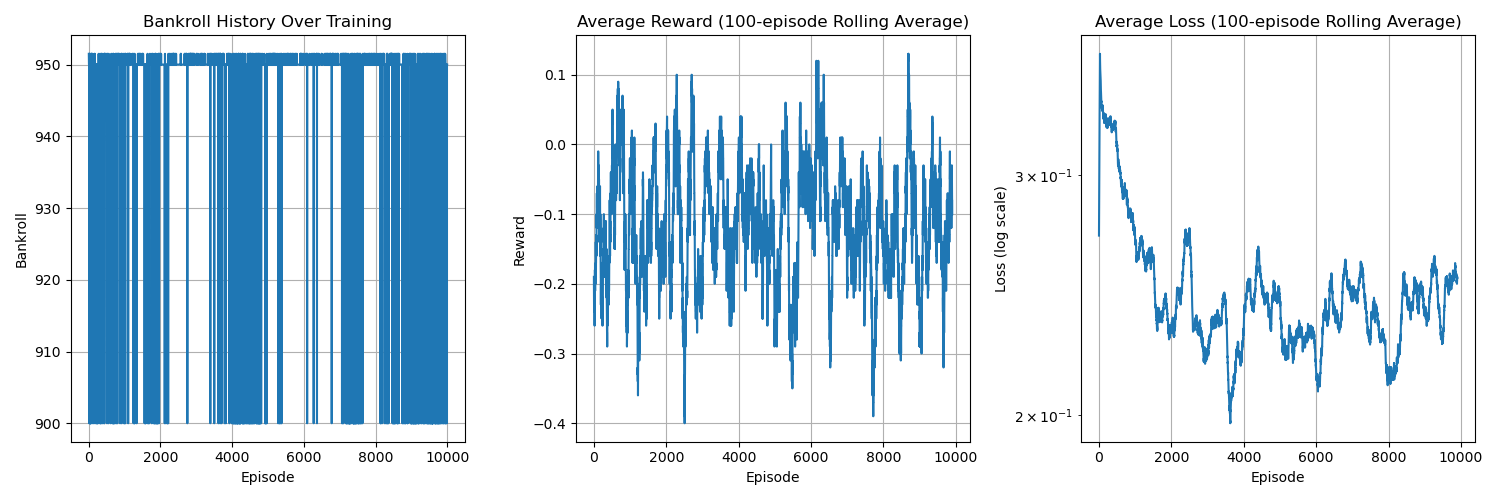 Bankroll History Over Training
Bankroll
950
940
930
920
910
900
0 2000 4000 6000 8000 10000
Episode
Average Reward (100-episode Rolling Average)
Reward
0.1
0.0
−0.1
−0.2
−0.3
−0.4
0 2000 4000 6000 8000 10000
Episode
Average Loss (100-episode Rolling Average)
Loss (log scale)
3 × 10⁻¹
2 × 10⁻¹
0 2000 4000 6000 8000 10000
Episode